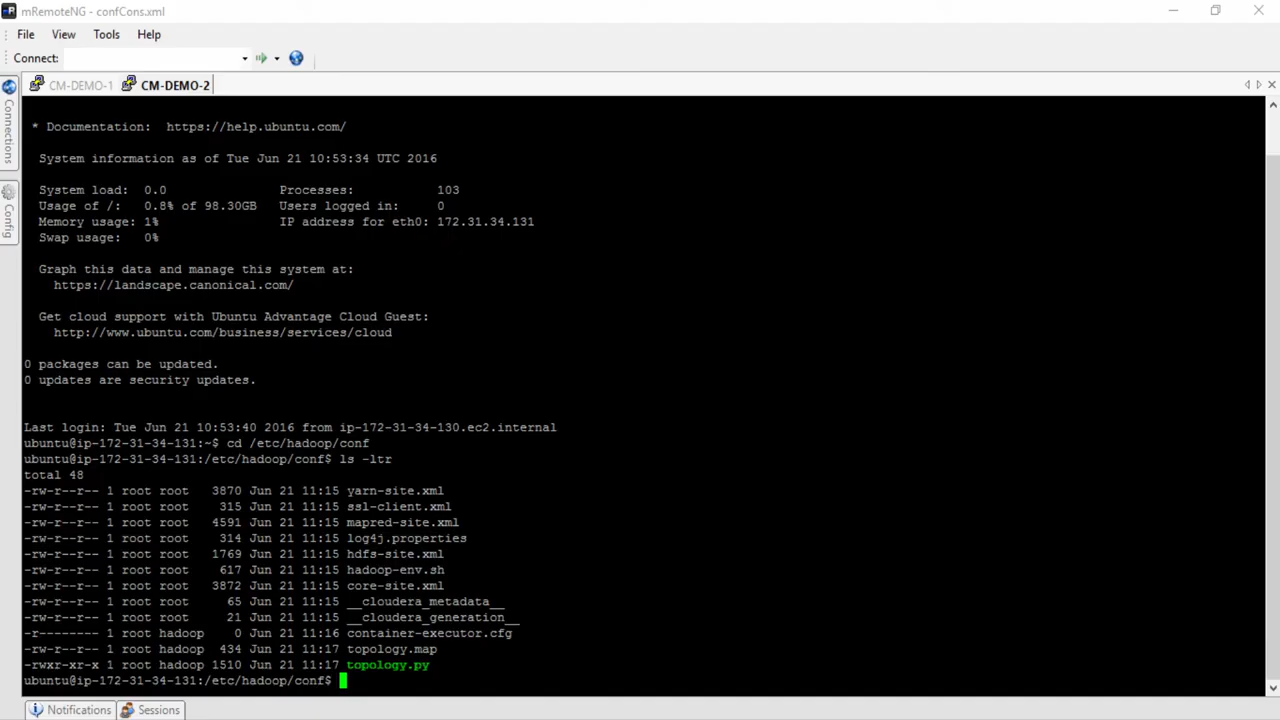 mRemoteNG - confCons.xml
File View Tools Help
Connect:
CM-DEMO-1 CM-DEMO-2
Connections
Config
* Documentation:  https://help.ubuntu.com/
System information as of Tue Jun 21 10:53:34 UTC 2016
System load:  0.0               Processes:           103
Usage of /:   0.8% of 98.30GB   Users logged in:     0
Memory usage: 1%                IP address for eth0: 172.31.34.131
Swap usage:   0%
Graph this data and manage this system at:
https://landscape.canonical.com/
Get cloud support with Ubuntu Advantage Cloud Guest:
http://www.ubuntu.com/business/services/cloud
0 packages can be updated.
0 updates are security updates.
Last login: Tue Jun 21 10:53:40 2016 from ip-172-31-34-130.ec2.internal
ubuntu@ip-172-31-34-131:~$ cd /etc/hadoop/conf
ubuntu@ip-172-31-34-131:/etc/hadoop/conf$ ls -ltr
total 48
-rw-r--r-- 1 root root   3870 Jun 21 11:15 yarn-site.xml
-rw-r--r-- 1 root root    315 Jun 21 11:15 ssl-client.xml
-rw-r--r-- 1 root root   4591 Jun 21 11:15 mapred-site.xml
-rw-r--r-- 1 root root    314 Jun 21 11:15 log4j.properties
-rw-r--r-- 1 root root   1769 Jun 21 11:15 hdfs-site.xml
-rw-r--r-- 1 root root    617 Jun 21 11:15 hadoop-env.sh
-rw-r--r-- 1 root root   3872 Jun 21 11:15 core-site.xml
-rw-r--r-- 1 root root     65 Jun 21 11:15 __cloudera_metadata__
-rw-r--r-- 1 root root     21 Jun 21 11:15 __cloudera_generation__
-r-------- 1 root hadoop    0 Jun 21 11:16 container-executor.cfg
-rw-r--r-- 1 root hadoop  434 Jun 21 11:17 topology.map
-rwxr-xr-x 1 root hadoop 1510 Jun 21 11:17 topology.py
ubuntu@ip-172-31-34-131:/etc/hadoop/conf$
Notifications Sessions